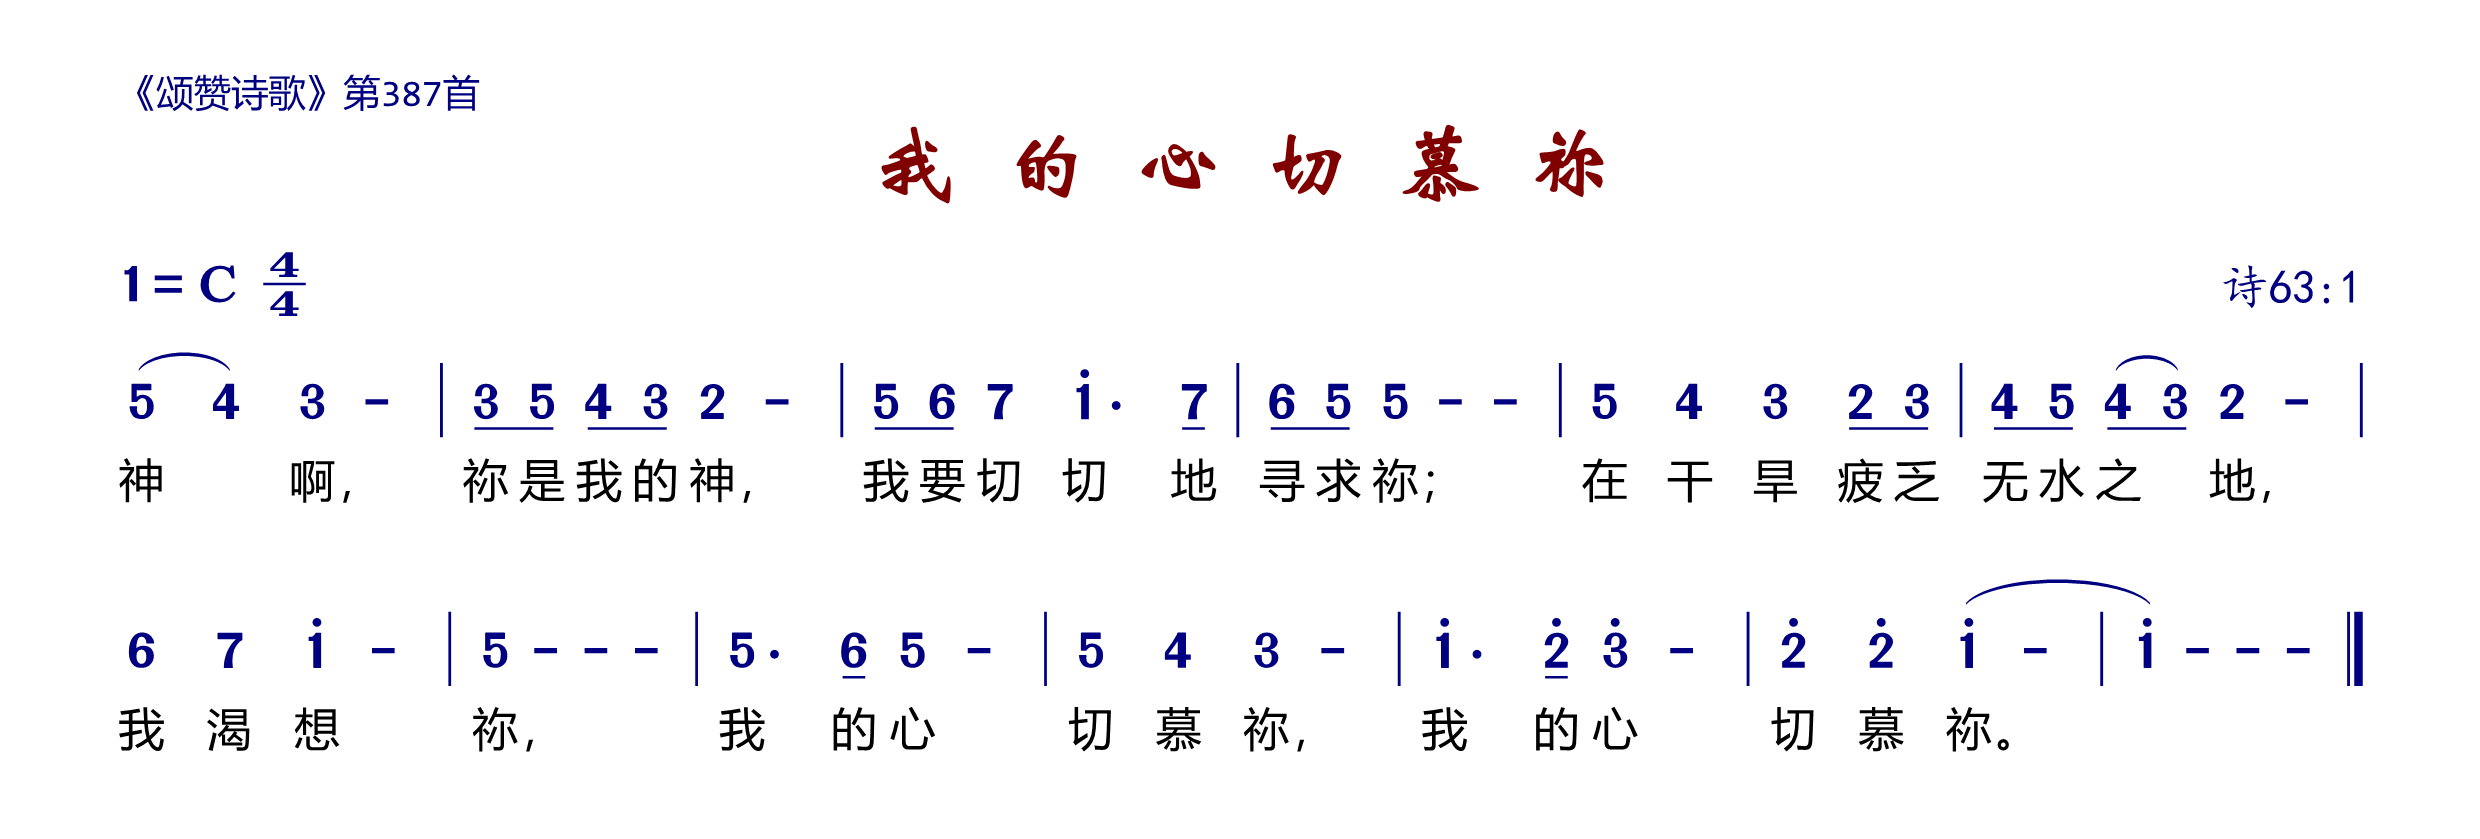 《颂赞诗歌》第387首
我的心切慕祢
1=C 4/4 诗63:1
5 4 3 - | 3 5 4 3 2 - | 5 6 7 1̇· 7 | 6 5 5 - - | 5 4 3 2 3 | 4 5 4 3 2 - |
神啊, 祢是我的神, 我要切切地寻求祢; 在干旱疲乏无水之地,
6 7 1̇ - | 5 - - - | 5· 6 5 - | 5 4 3 - | 1̇· 2̇ 3̇ - | 2̇ 2̇ 1̇ - | 1̇ - - - ‖
我渴想祢, 我的心切慕祢, 我的心切慕祢。